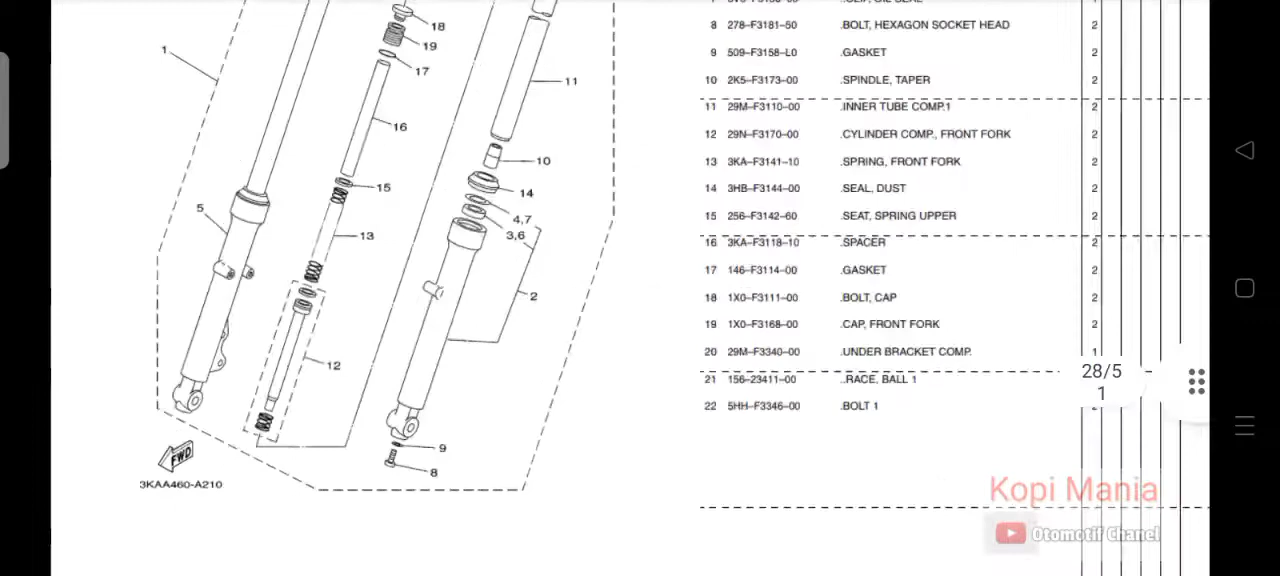 8 278-F3181-50 .BOLT, HEXAGON SOCKET HEAD 2
9 509-F3158-L0 .GASKET 2
10 2K5-F3173-00 .SPINDLE, TAPER 2
11 29M-F3110-00 .INNER TUBE COMP.1 2
12 29N-F3170-00 .CYLINDER COMP., FRONT FORK 2
13 3KA-F3141-10 .SPRING, FRONT FORK 2
14 3HB-F3144-00 .SEAL, DUST 2
15 256-F3142-60 .SEAT, SPRING UPPER 2
16 3KA-F3118-10 .SPACER 2
17 146-F3114-00 .GASKET 2
18 1X0-F3111-00 .BOLT, CAP 2
19 1X0-F3168-00 .CAP, FRONT FORK 2
20 29M-F3340-00 .UNDER BRACKET COMP. 1
21 156-23411-00 ..RACE, BALL 1
22 5HH-F3346-00 .BOLT 1
28/5
1
1
18
19
17
11
16
10
15
14
5
4,7
3,6
13
2
12
9
8
FWD
3KAA460-A210
Kopi Mania
Otomotif Chanel